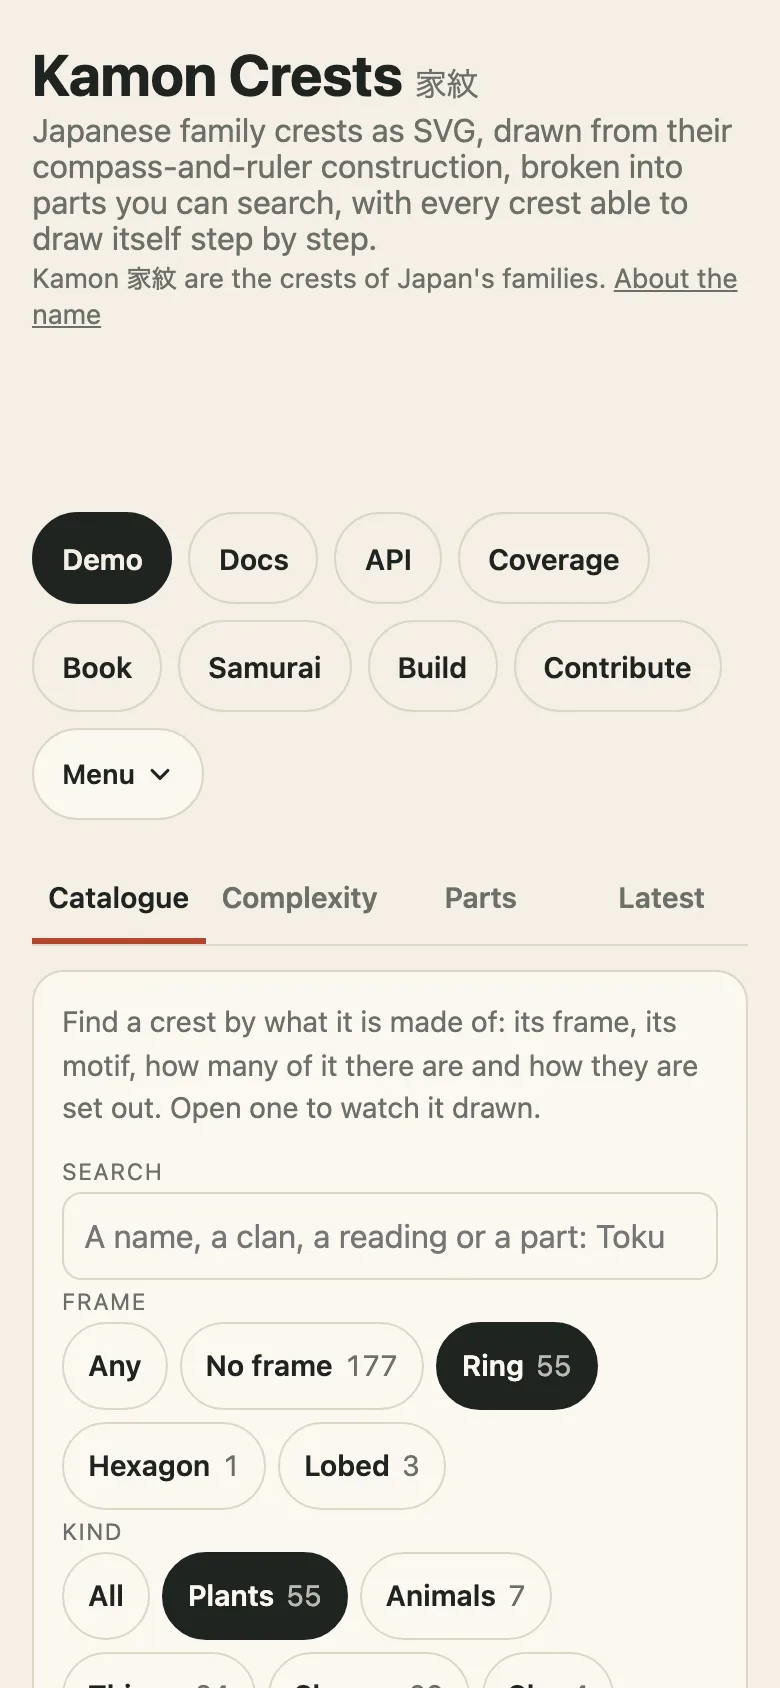 Kamon Crests 家紋
Japanese family crests as SVG, drawn from their
compass-and-ruler construction, broken into
parts you can search, with every crest able to
draw itself step by step.
Kamon 家紋 are the crests of Japan's families. About the
name
Demo Docs API Coverage
Book Samurai Build Contribute
Menu
Catalogue Complexity Parts Latest
Find a crest by what it is made of: its frame, its
motif, how many of it there are and how they are
set out. Open one to watch it drawn.
SEARCH
A name, a clan, a reading or a part: Toku
FRAME
Any No frame 177 Ring 55
Hexagon 1 Lobed 3
KIND
All Plants 55 Animals 7